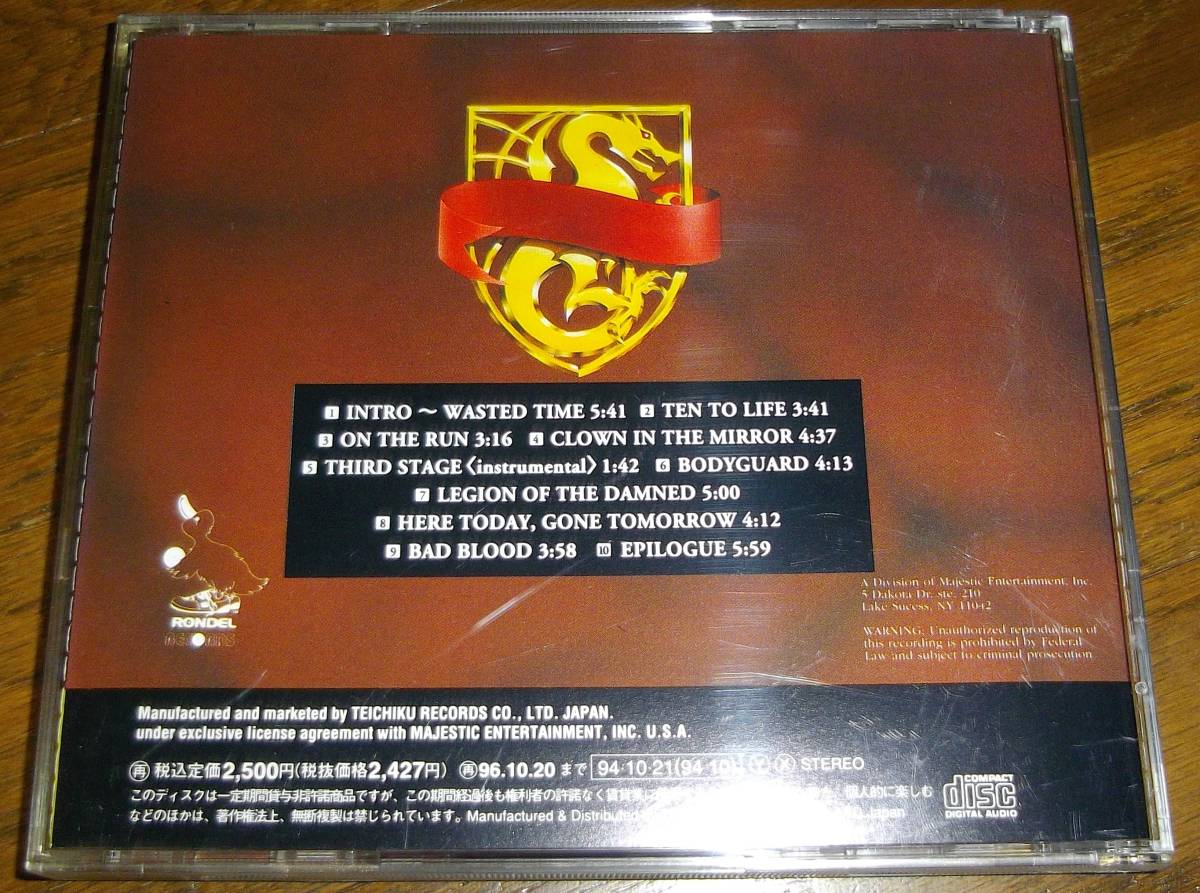 1 INTRO ～ WASTED TIME 5:41 2 TEN TO LIFE 3:41
3 ON THE RUN 3:16 4 CLOWN IN THE MIRROR 4:37
5 THIRD STAGE〈instrumental〉1:42 6 BODYGUARD 4:13
7 LEGION OF THE DAMNED 5:00
8 HERE TODAY, GONE TOMORROW 4:12
9 BAD BLOOD 3:58 10 EPILOGUE 5:59
RONDEL
RECORDS
A Division of Majestic Entertainment, Inc.
5 Dakota Dr. ste. 210
Lake Sucess, NY 11042
WARNING: Unauthorized reproduction of
this recording is prohibited by Federal
Law and subject to criminal prosecution.
Manufactured and marketed by TEICHIKU RECORDS CO., LTD. JAPAN.
under exclusive license agreement with MAJESTIC ENTERTAINMENT, INC. U.S.A.
再 税込定価2,500円(税抜価格2,427円) 再96.10.20 まで 94·10·21(94·10) Y X STEREO
このディスクは一定期間貸与非許諾商品ですが、この期間経過後も権利者の許諾なく賃貸業に 個人的に楽しむ
などのほかは、著作権法上、無断複製は禁じられています。Manufactured & Distributed Japan
COMPACT
disc
DIGITAL AUDIO